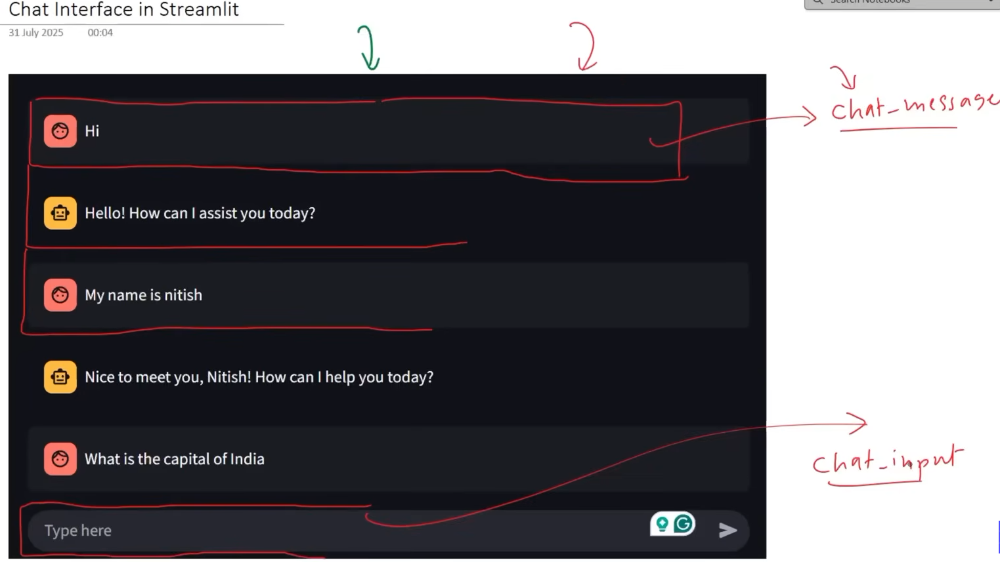 Chat Interface in Streamlit
Search Notebooks
31 July 2025 00:04
chat_message
Hi
Hello! How can I assist you today?
My name is nitish
Nice to meet you, Nitish! How can I help you today?
What is the capital of India
chat_input
Type here